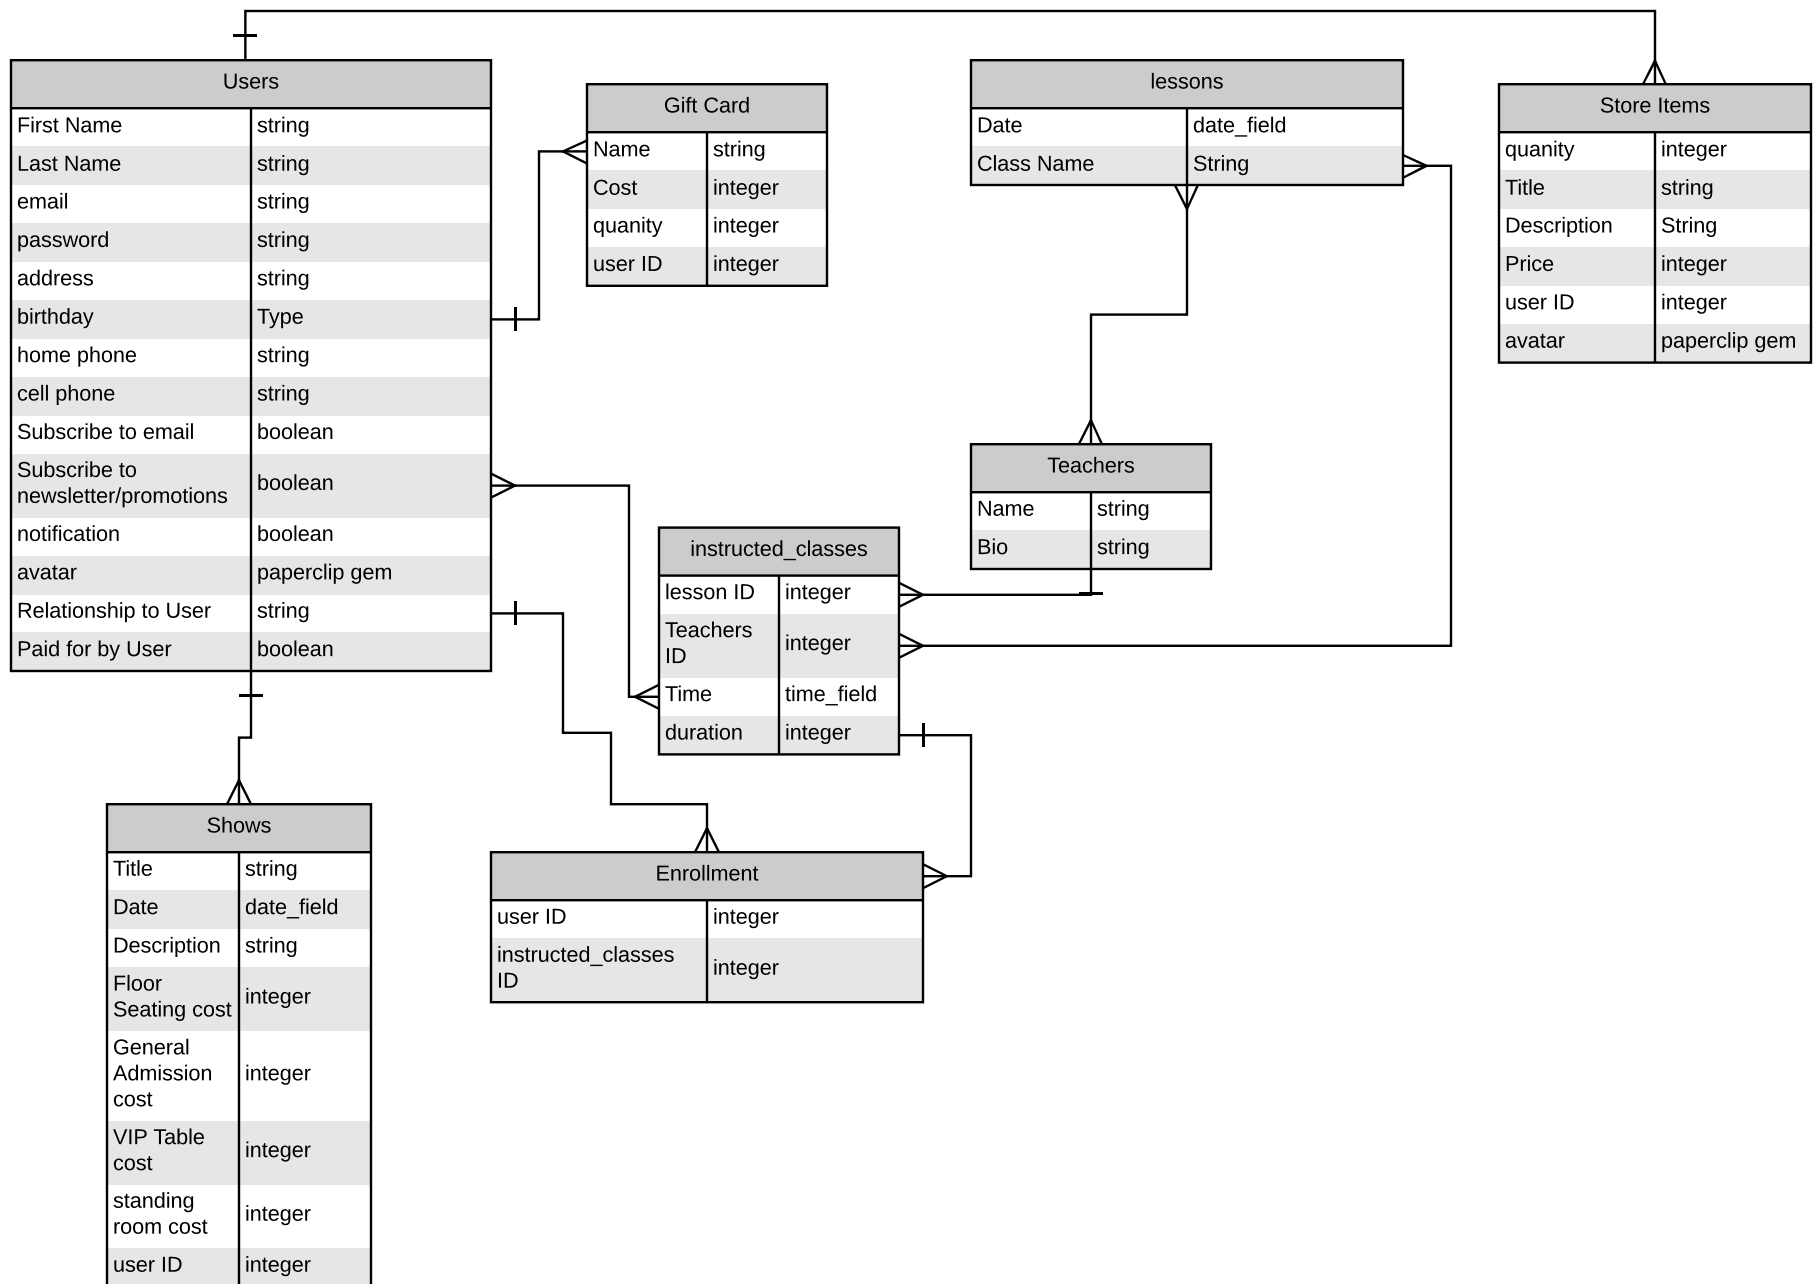 Users
First Name string
Last Name string
email string
password string
address string
birthday Type
home phone string
cell phone string
Subscribe to email boolean
Subscribe to
newsletter/promotions boolean
notification boolean
avatar paperclip gem
Relationship to User string
Paid for by User boolean
Gift Card
Name string
Cost integer
quanity integer
user ID integer
lessons
Date date_field
Class Name String
Store Items
quanity integer
Title string
Description String
Price integer
user ID integer
avatar paperclip gem
Teachers
Name string
Bio string
instructed_classes
lesson ID integer
Teachers
ID integer
Time time_field
duration integer
Shows
Title string
Date date_field
Description string
Floor
Seating cost integer
General
Admission integer
cost
VIP Table
cost integer
standing
room cost integer
user ID integer
Enrollment
user ID integer
instructed_classes
ID integer